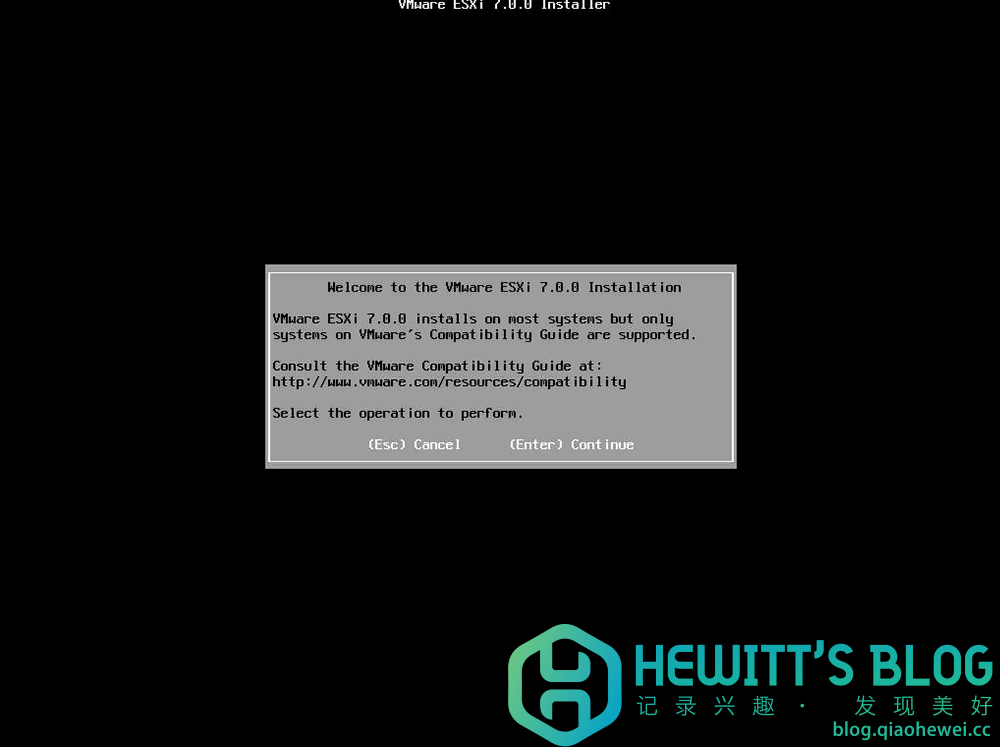 VMware ESXi 7.0.0 Installer
Welcome to the VMware ESXi 7.0.0 Installation
VMware ESXi 7.0.0 installs on most systems but only
systems on VMware's Compatibility Guide are supported.
Consult the VMware Compatibility Guide at:
http://www.vmware.com/resources/compatibility
Select the operation to perform.
(Esc) Cancel (Enter) Continue
HEWITT'S BLOG
记录兴趣 · 发现美好
blog.qiaohewei.cc